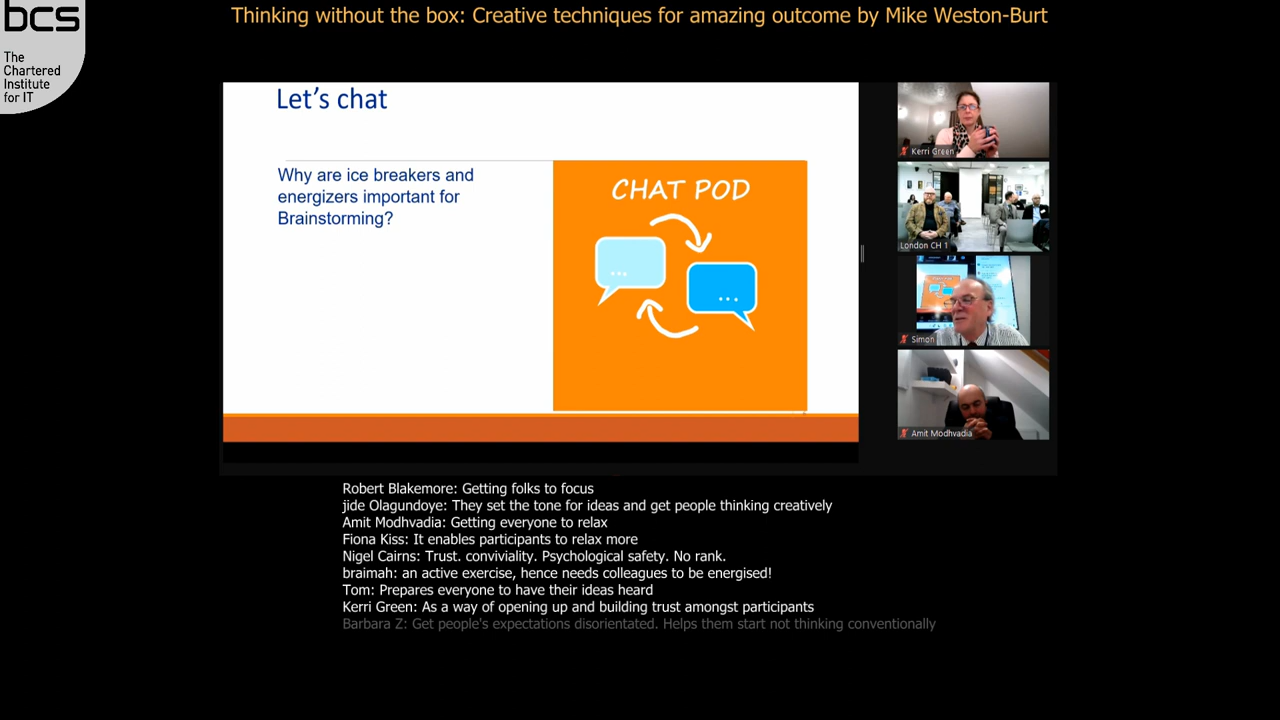 bcs
The
Chartered
Institute
for IT
Thinking without the box: Creative techniques for amazing outcome by Mike Weston-Burt
Let's chat
Why are ice breakers and
energizers important for
Brainstorming?
CHAT POD
Kerri Green
London CH 1
Simon
Amit Modhvadia
Robert Blakemore: Getting folks to focus
jide Olagundoye: They set the tone for ideas and get people thinking creatively
Amit Modhvadia: Getting everyone to relax
Fiona Kiss: It enables participants to relax more
Nigel Cairns: Trust. conviviality. Psychological safety. No rank.
braimah: an active exercise, hence needs colleagues to be energised!
Tom: Prepares everyone to have their ideas heard
Kerri Green: As a way of opening up and building trust amongst participants
Barbara Z: Get people's expectations disorientated. Helps them start not thinking conventionally